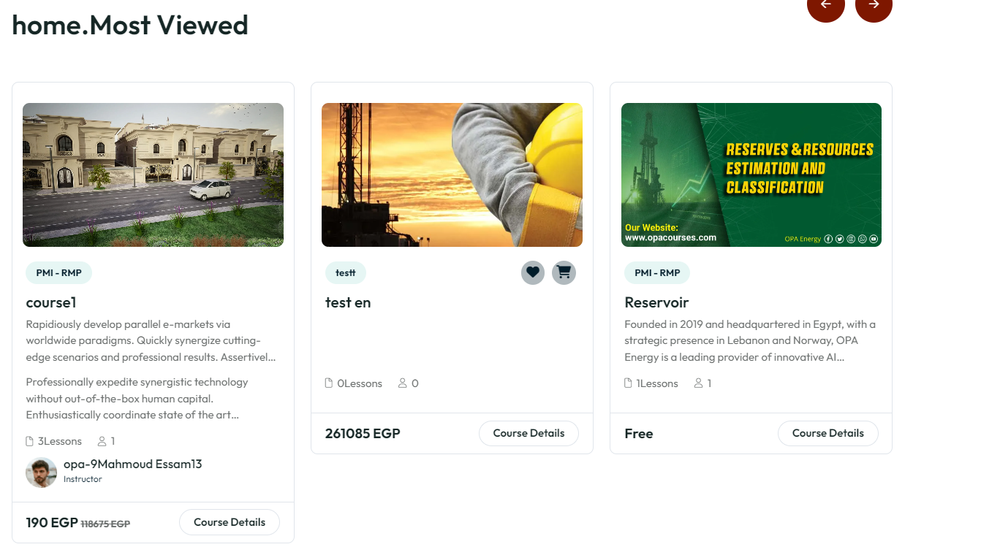 home.Most Viewed
PMI - RMP
course1
Rapidiously develop parallel e-markets via
worldwide paradigms. Quickly synergize cutting-
edge scenarios and professional results. Assertivel...
Professionally expedite synergistic technology
without out-of-the-box human capital.
Enthusiastically coordinate state of the art...
3Lessons 1
opa-9Mahmoud Essam13
Instructor
190 EGP 118675 EGP
Course Details
testt
test en
0Lessons 0
261085 EGP
Course Details
RESERVES & RESOURCES
ESTIMATION AND
CLASSIFICATION
Our Website:
www.opacourses.com
OPA Energy
PMI - RMP
Reservoir
Founded in 2019 and headquartered in Egypt, with a
strategic presence in Lebanon and Norway, OPA
Energy is a leading provider of innovative AI...
1Lessons 1
Free
Course Details